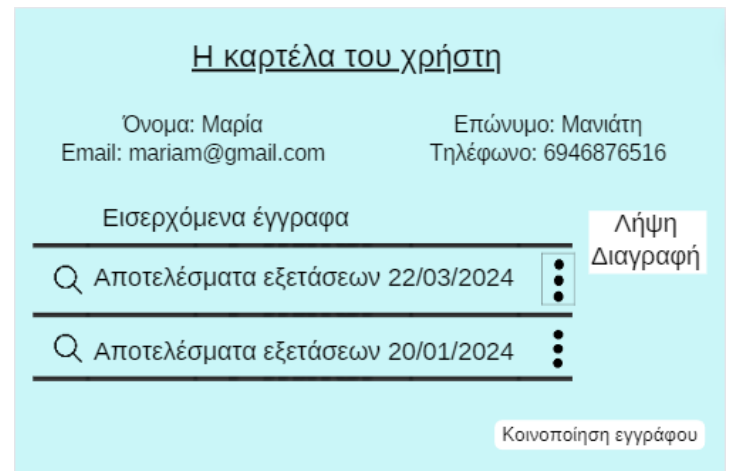 Η καρτέλα του χρήστη
Όνομα: Μαρία
Επώνυμο: Μανιάτη
Email: mariam@gmail.com
Τηλέφωνο: 6946876516
Εισερχόμενα έγγραφα
Λήψη
Διαγραφή
Αποτελέσματα εξετάσεων 22/03/2024
Αποτελέσματα εξετάσεων 20/01/2024
Κοινοποίηση εγγράφου